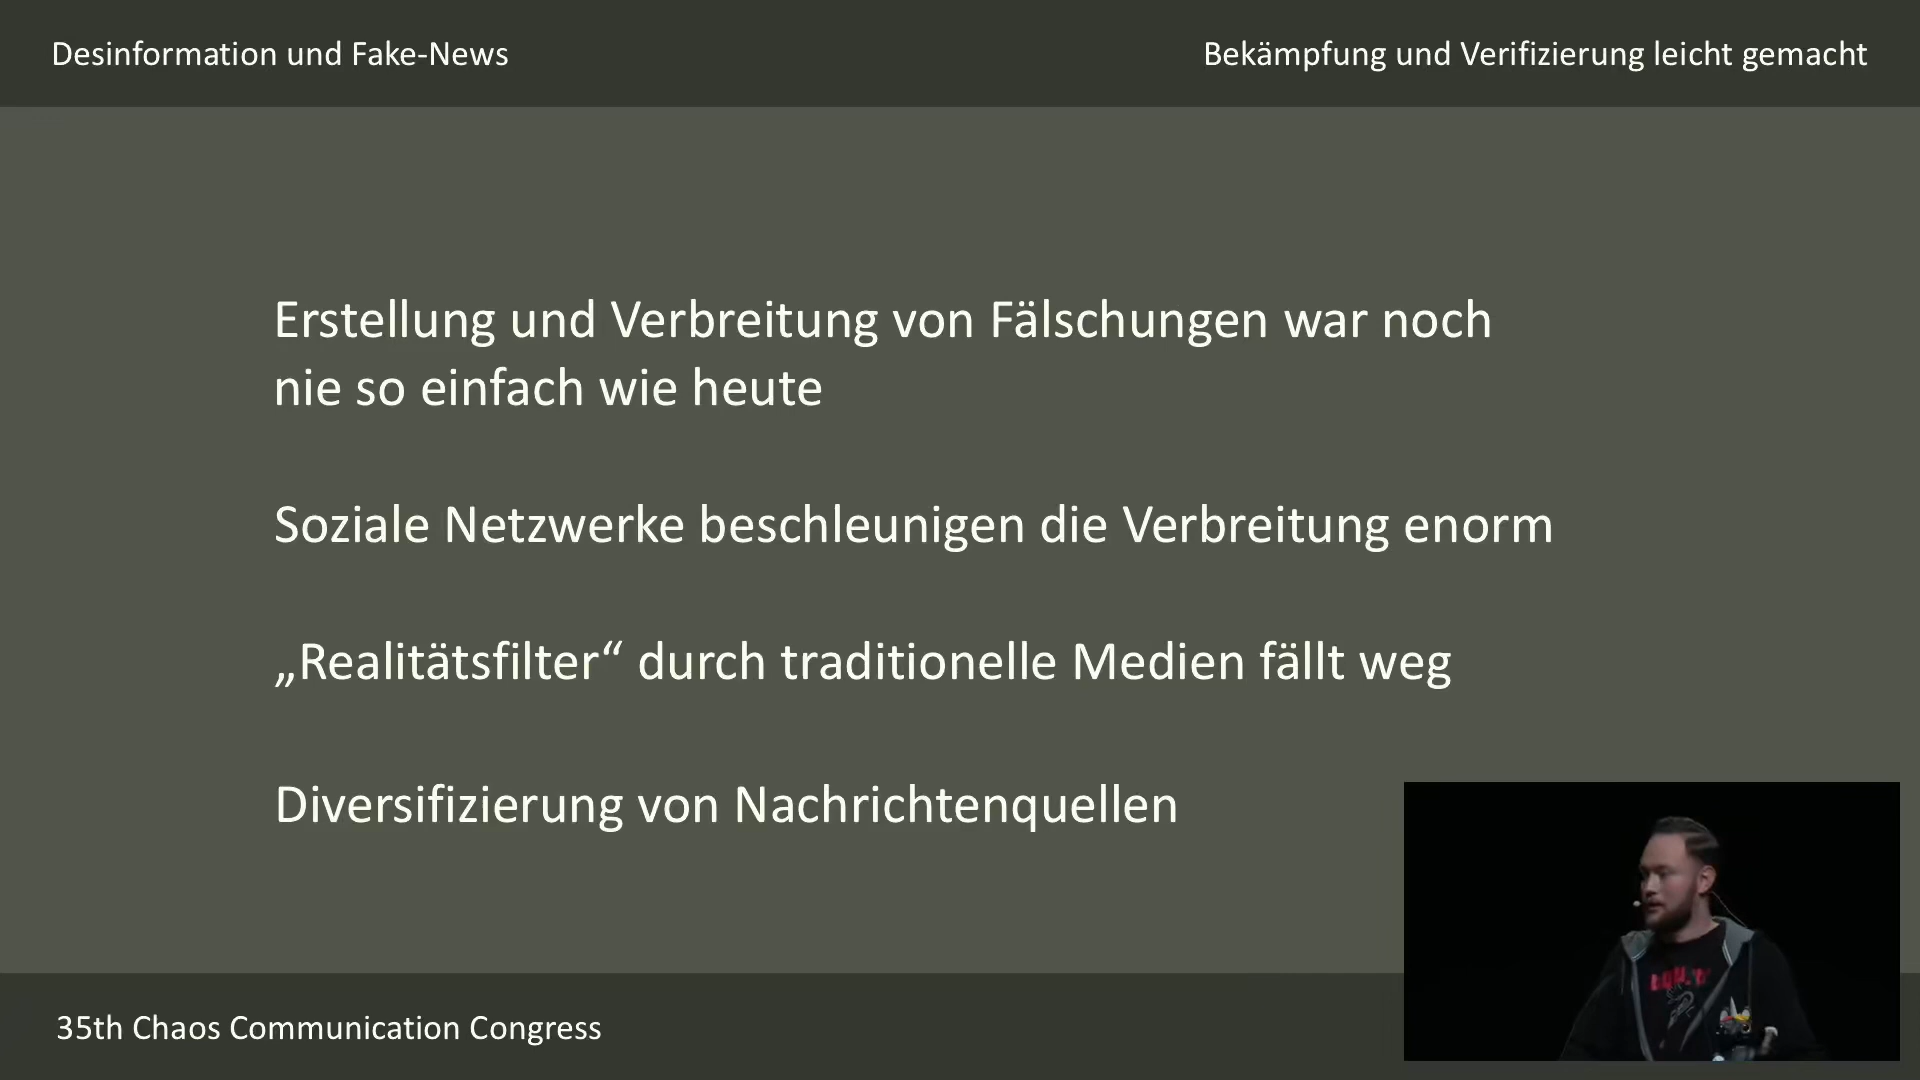 Desinformation und Fake-News
Bekämpfung und Verifizierung leicht gemacht
Erstellung und Verbreitung von Fälschungen war noch
nie so einfach wie heute
Soziale Netzwerke beschleunigen die Verbreitung enorm
„Realitätsfilter“ durch traditionelle Medien fällt weg
Diversifizierung von Nachrichtenquellen
35th Chaos Communication Congress